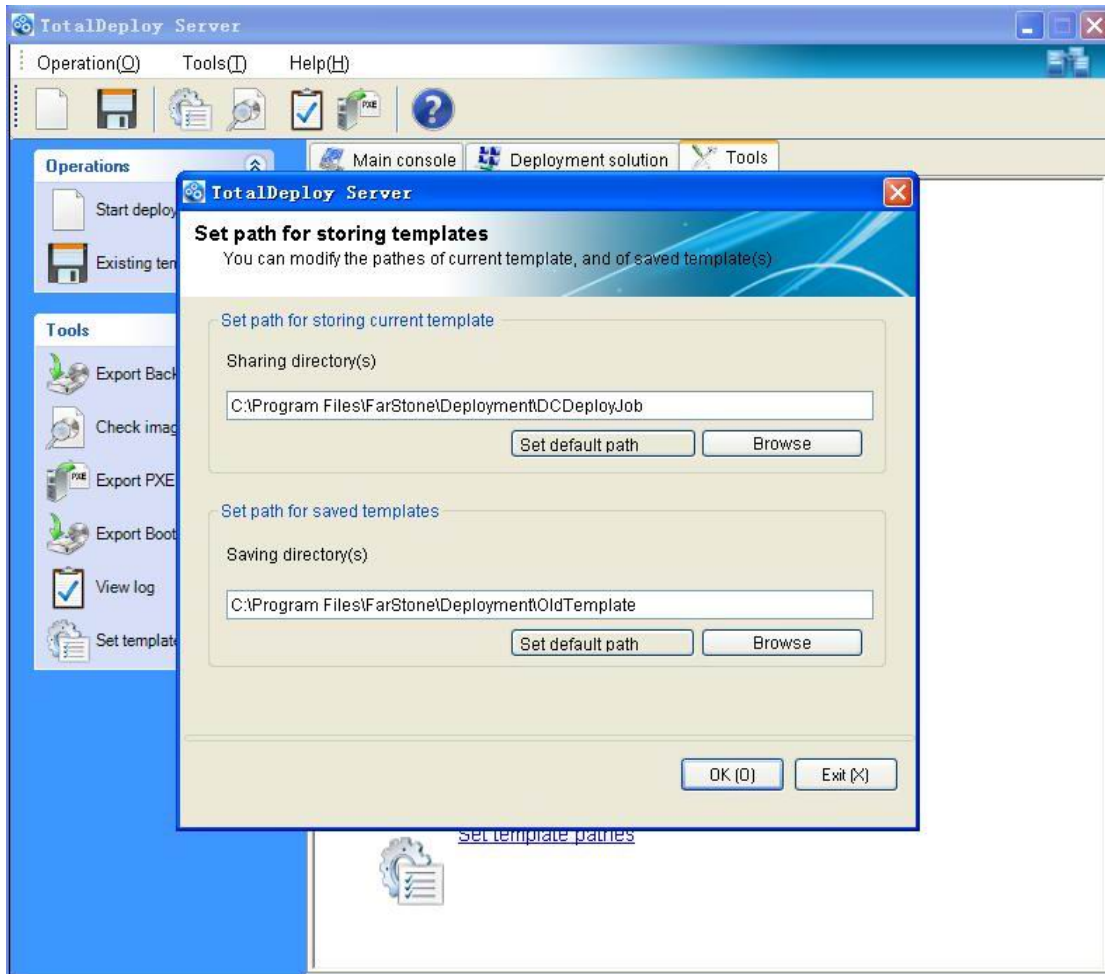 TotalDeploy Server
Operation(O) Tools(T) Help(H)
PXE
Main console Deployment solution Tools
Operations
Start deploy
Existing ten
Tools
Export Back
Check imag
PXE
Export PXE
Export Boot
View log
Set template
TotalDeploy Server
Set path for storing templates
You can modify the pathes of current template, and of saved template(s)
Set path for storing current template
Sharing directory(s)
C:\Program Files\FarStone\Deployment\DCDeployJob
Set default path Browse
Set path for saved templates
Saving directory(s)
C:\Program Files\FarStone\Deployment\OldTemplate
Set default path Browse
OK (O) Exit (X)
Set template pathes